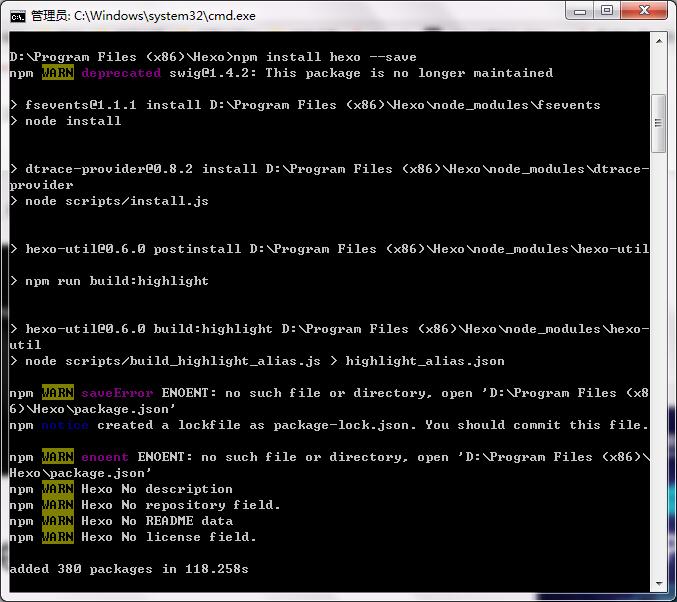 管理员: C:\Windows\system32\cmd.exe
D:\Program Files (x86)\Hexo>npm install hexo --save
npm WARN deprecated swig@1.4.2: This package is no longer maintained
> fsevents@1.1.1 install D:\Program Files (x86)\Hexo\node_modules\fsevents
> node install
> dtrace-provider@0.8.2 install D:\Program Files (x86)\Hexo\node_modules\dtrace-
provider
> node scripts/install.js
> hexo-util@0.6.0 postinstall D:\Program Files (x86)\Hexo\node_modules\hexo-util
> npm run build:highlight
> hexo-util@0.6.0 build:highlight D:\Program Files (x86)\Hexo\node_modules\hexo-
util
> node scripts/build_highlight_alias.js > highlight_alias.json
npm WARN saveError ENOENT: no such file or directory, open 'D:\Program Files (x8
6)\Hexo\package.json'
npm notice created a lockfile as package-lock.json. You should commit this file.
npm WARN enoent ENOENT: no such file or directory, open 'D:\Program Files (x86)\
Hexo\package.json'
npm WARN Hexo No description
npm WARN Hexo No repository field.
npm WARN Hexo No README data
npm WARN Hexo No license field.
added 380 packages in 118.258s